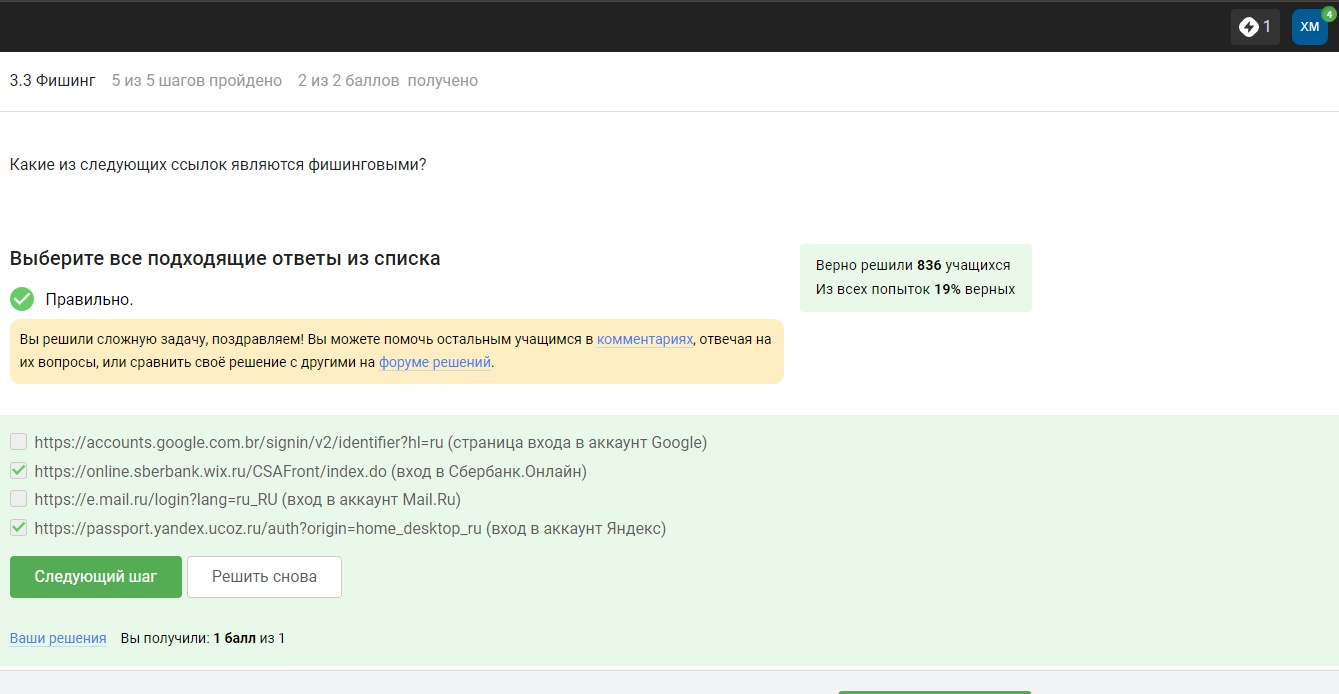 1
ХМ
4
3.3 Фишинг 5 из 5 шагов пройдено 2 из 2 баллов получено
Какие из следующих ссылок являются фишинговыми?
Выберите все подходящие ответы из списка
Правильно.
Вы решили сложную задачу, поздравляем! Вы можете помочь остальным учащимся в комментариях, отвечая на
их вопросы, или сравнить своё решение с другими на форуме решений.
Верно решили 836 учащихся
Из всех попыток 19% верных
https://accounts.google.com.br/signin/v2/identifier?hl=ru (страница входа в аккаунт Google)
https://online.sberbank.wix.ru/CSAFront/index.do (вход в Сбербанк.Онлайн)
https://e.mail.ru/login?lang=ru_RU (вход в аккаунт Mail.Ru)
https://passport.yandex.ucoz.ru/auth?origin=home_desktop_ru (вход в аккаунт Яндекс)
Следующий шаг
Решить снова
Ваши решения Вы получили: 1 балл из 1